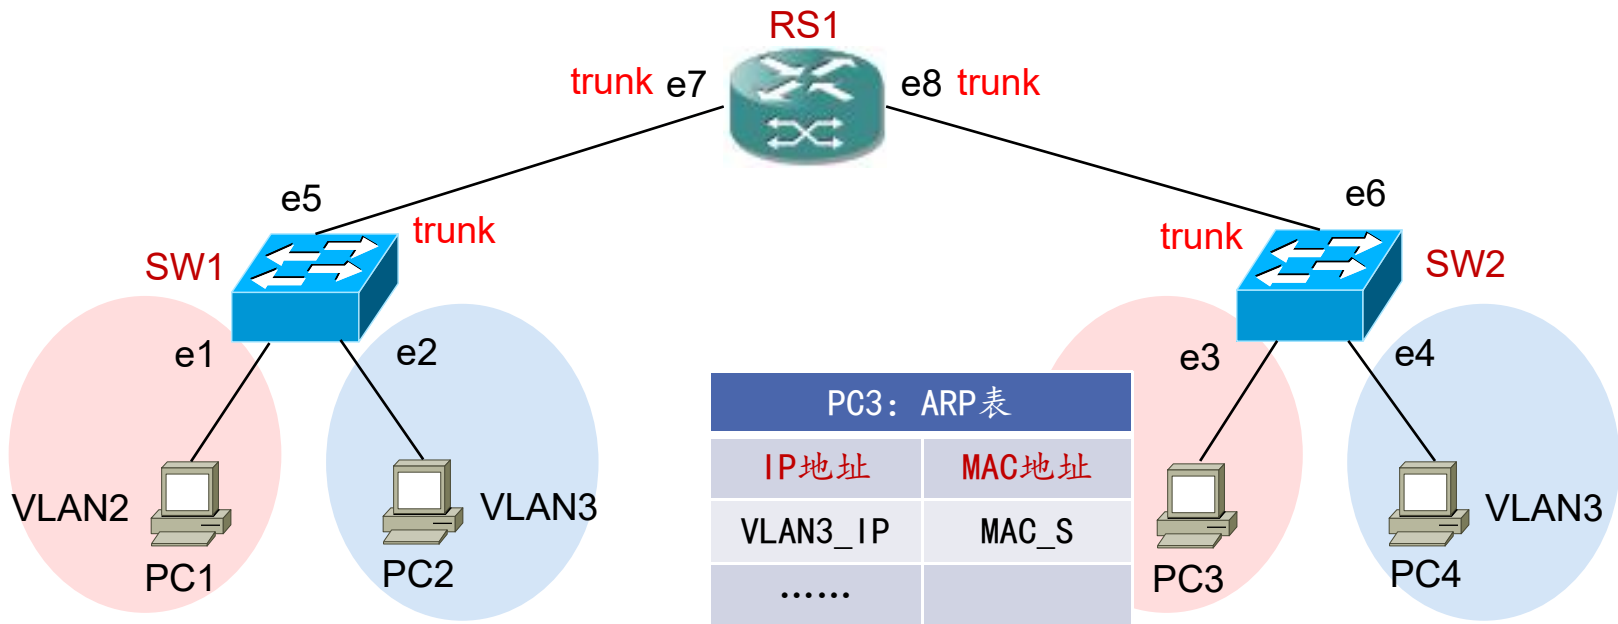 RS1
trunk e7
e8 trunk
e5
trunk
SW1
e6
trunk
SW2
e1
e2
e3
e4
VLAN2
PC1
VLAN3
PC2
PC3: ARP表
IP地址 MAC地址
VLAN3_IP MAC_S
……
PC3
VLAN3
PC4